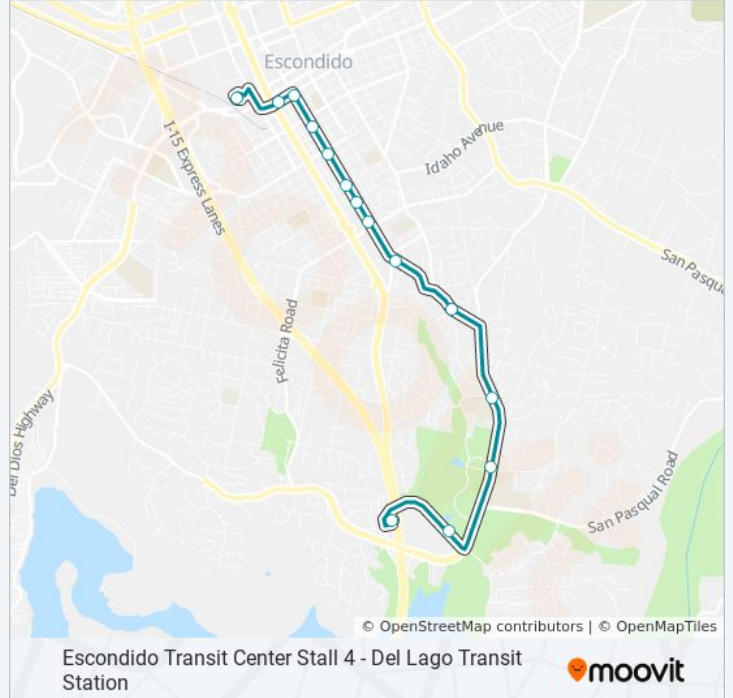 Escondido
I-15 Express Lanes
Idaho Avenue
San Pasqu
Felicita Road
Del Dios Highway
San Pasqual Road
© OpenStreetMap contributors | © OpenMapTiles
Escondido Transit Center Stall 4 - Del Lago Transit
Station
moovit